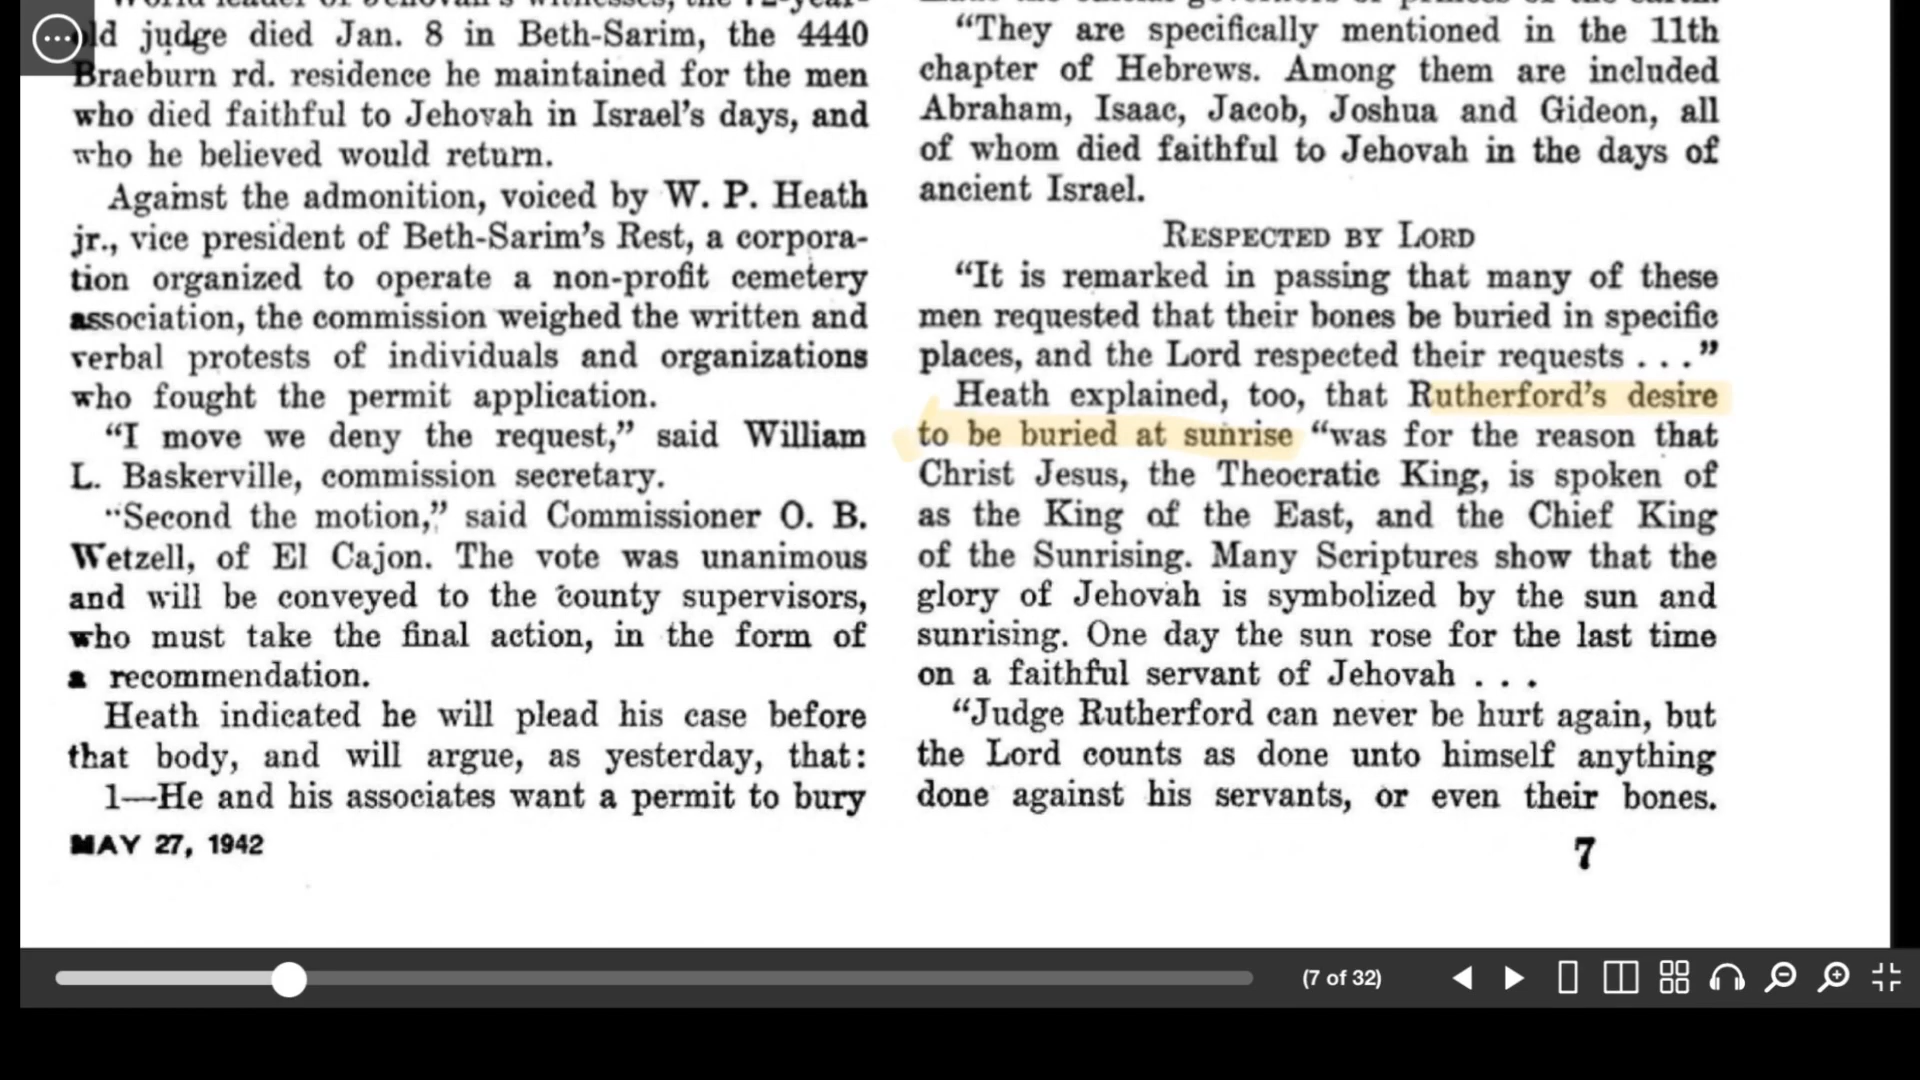 World leader of Jehovah's witnesses, the 72-year-
old judge died Jan. 8 in Beth-Sarim, the 4440
Braeburn rd. residence he maintained for the men
who died faithful to Jehovah in Israel's days, and
who he believed would return.
Against the admonition, voiced by W. P. Heath
jr., vice president of Beth-Sarim's Rest, a corpora-
tion organized to operate a non-profit cemetery
association, the commission weighed the written and
verbal protests of individuals and organizations
who fought the permit application.
"I move we deny the request," said William
L. Baskerville, commission secretary.
"Second the motion," said Commissioner O. B.
Wetzell, of El Cajon. The vote was unanimous
and will be conveyed to the county supervisors,
who must take the final action, in the form of
a recommendation.
Heath indicated he will plead his case before
that body, and will argue, as yesterday, that:
1—He and his associates want a permit to bury
MAY 27, 1942
princes of the earth.
"They are specifically mentioned in the 11th
chapter of Hebrews. Among them are included
Abraham, Isaac, Jacob, Joshua and Gideon, all
of whom died faithful to Jehovah in the days of
ancient Israel.
RESPECTED BY LORD
"It is remarked in passing that many of these
men requested that their bones be buried in specific
places, and the Lord respected their requests . . ."
Heath explained, too, that Rutherford's desire
to be buried at sunrise "was for the reason that
Christ Jesus, the Theocratic King, is spoken of
as the King of the East, and the Chief King
of the Sunrising. Many Scriptures show that the
glory of Jehovah is symbolized by the sun and
sunrising. One day the sun rose for the last time
on a faithful servant of Jehovah . . .
"Judge Rutherford can never be hurt again, but
the Lord counts as done unto himself anything
done against his servants, or even their bones.
7
(7 of 32)